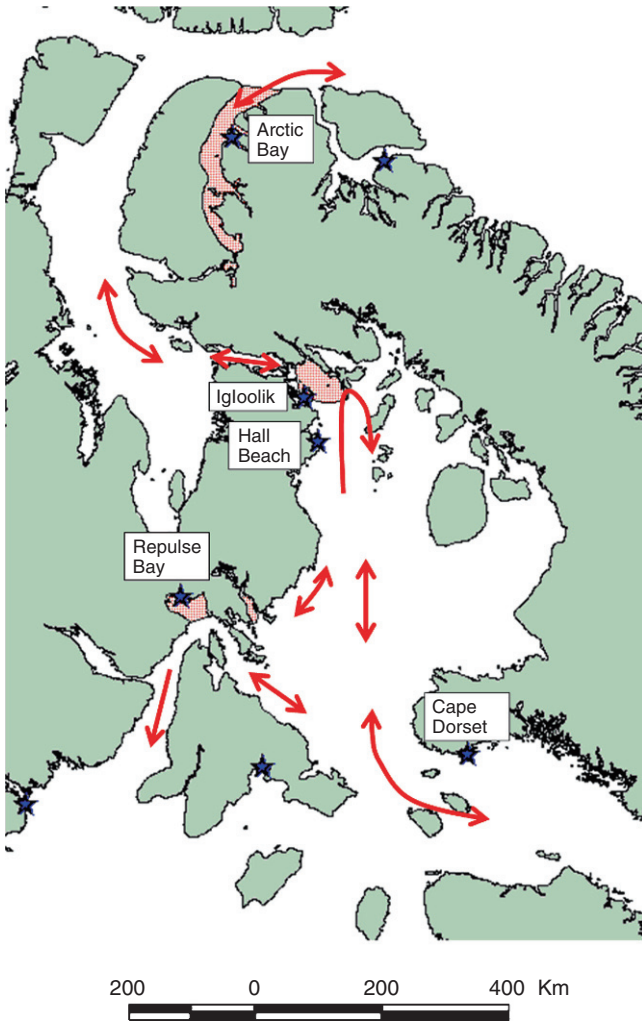 Arctic
Bay
Igloolik
Hall
Beach
Repulse
Bay
Cape
Dorset
200 0 200 400 Km